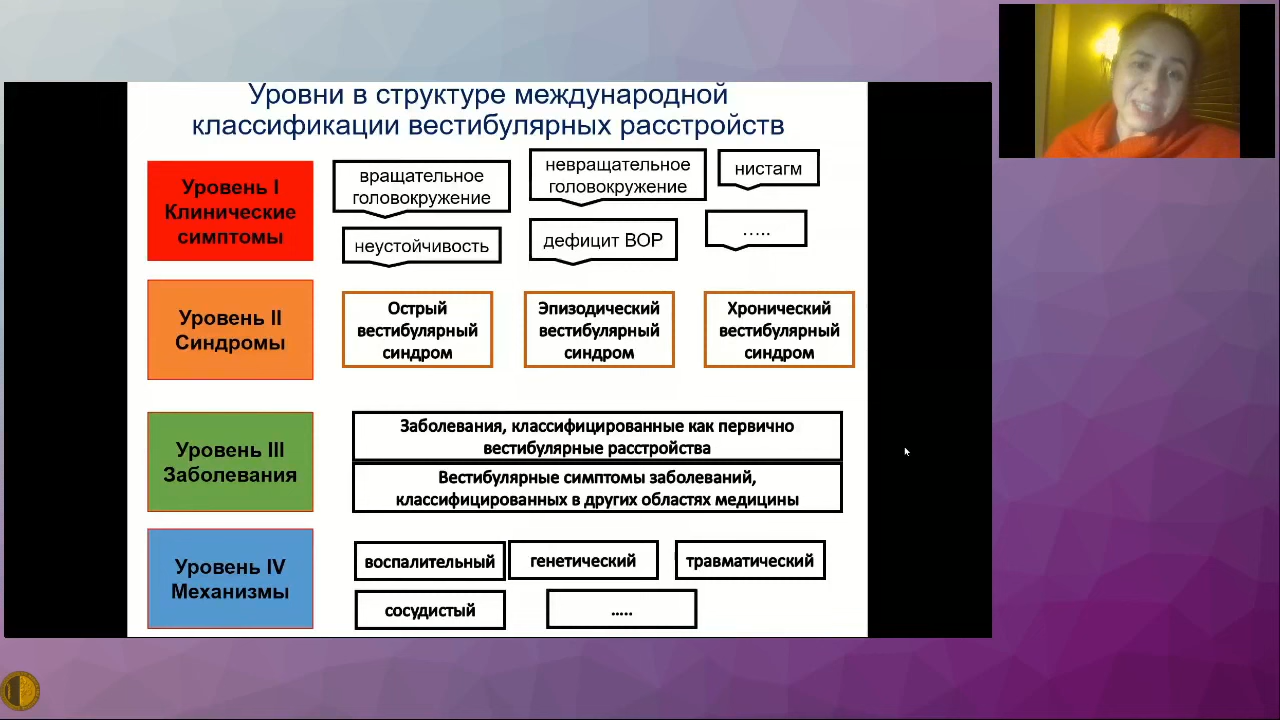 Уровни в структуре международной
классификации вестибулярных расстройств
Уровень I
Клинические
симптомы
вращательное
головокружение
невращательное
головокружение
нистагм
неустойчивость
дефицит ВОР
…..
Уровень II
Синдромы
Острый
вестибулярный
синдром
Эпизодический
вестибулярный
синдром
Хронический
вестибулярный
синдром
Уровень III
Заболевания
Заболевания, классифицированные как первично
вестибулярные расстройства
Вестибулярные симптомы заболеваний,
классифицированных в других областях медицины
Уровень IV
Механизмы
воспалительный
генетический
травматический
сосудистый
…..